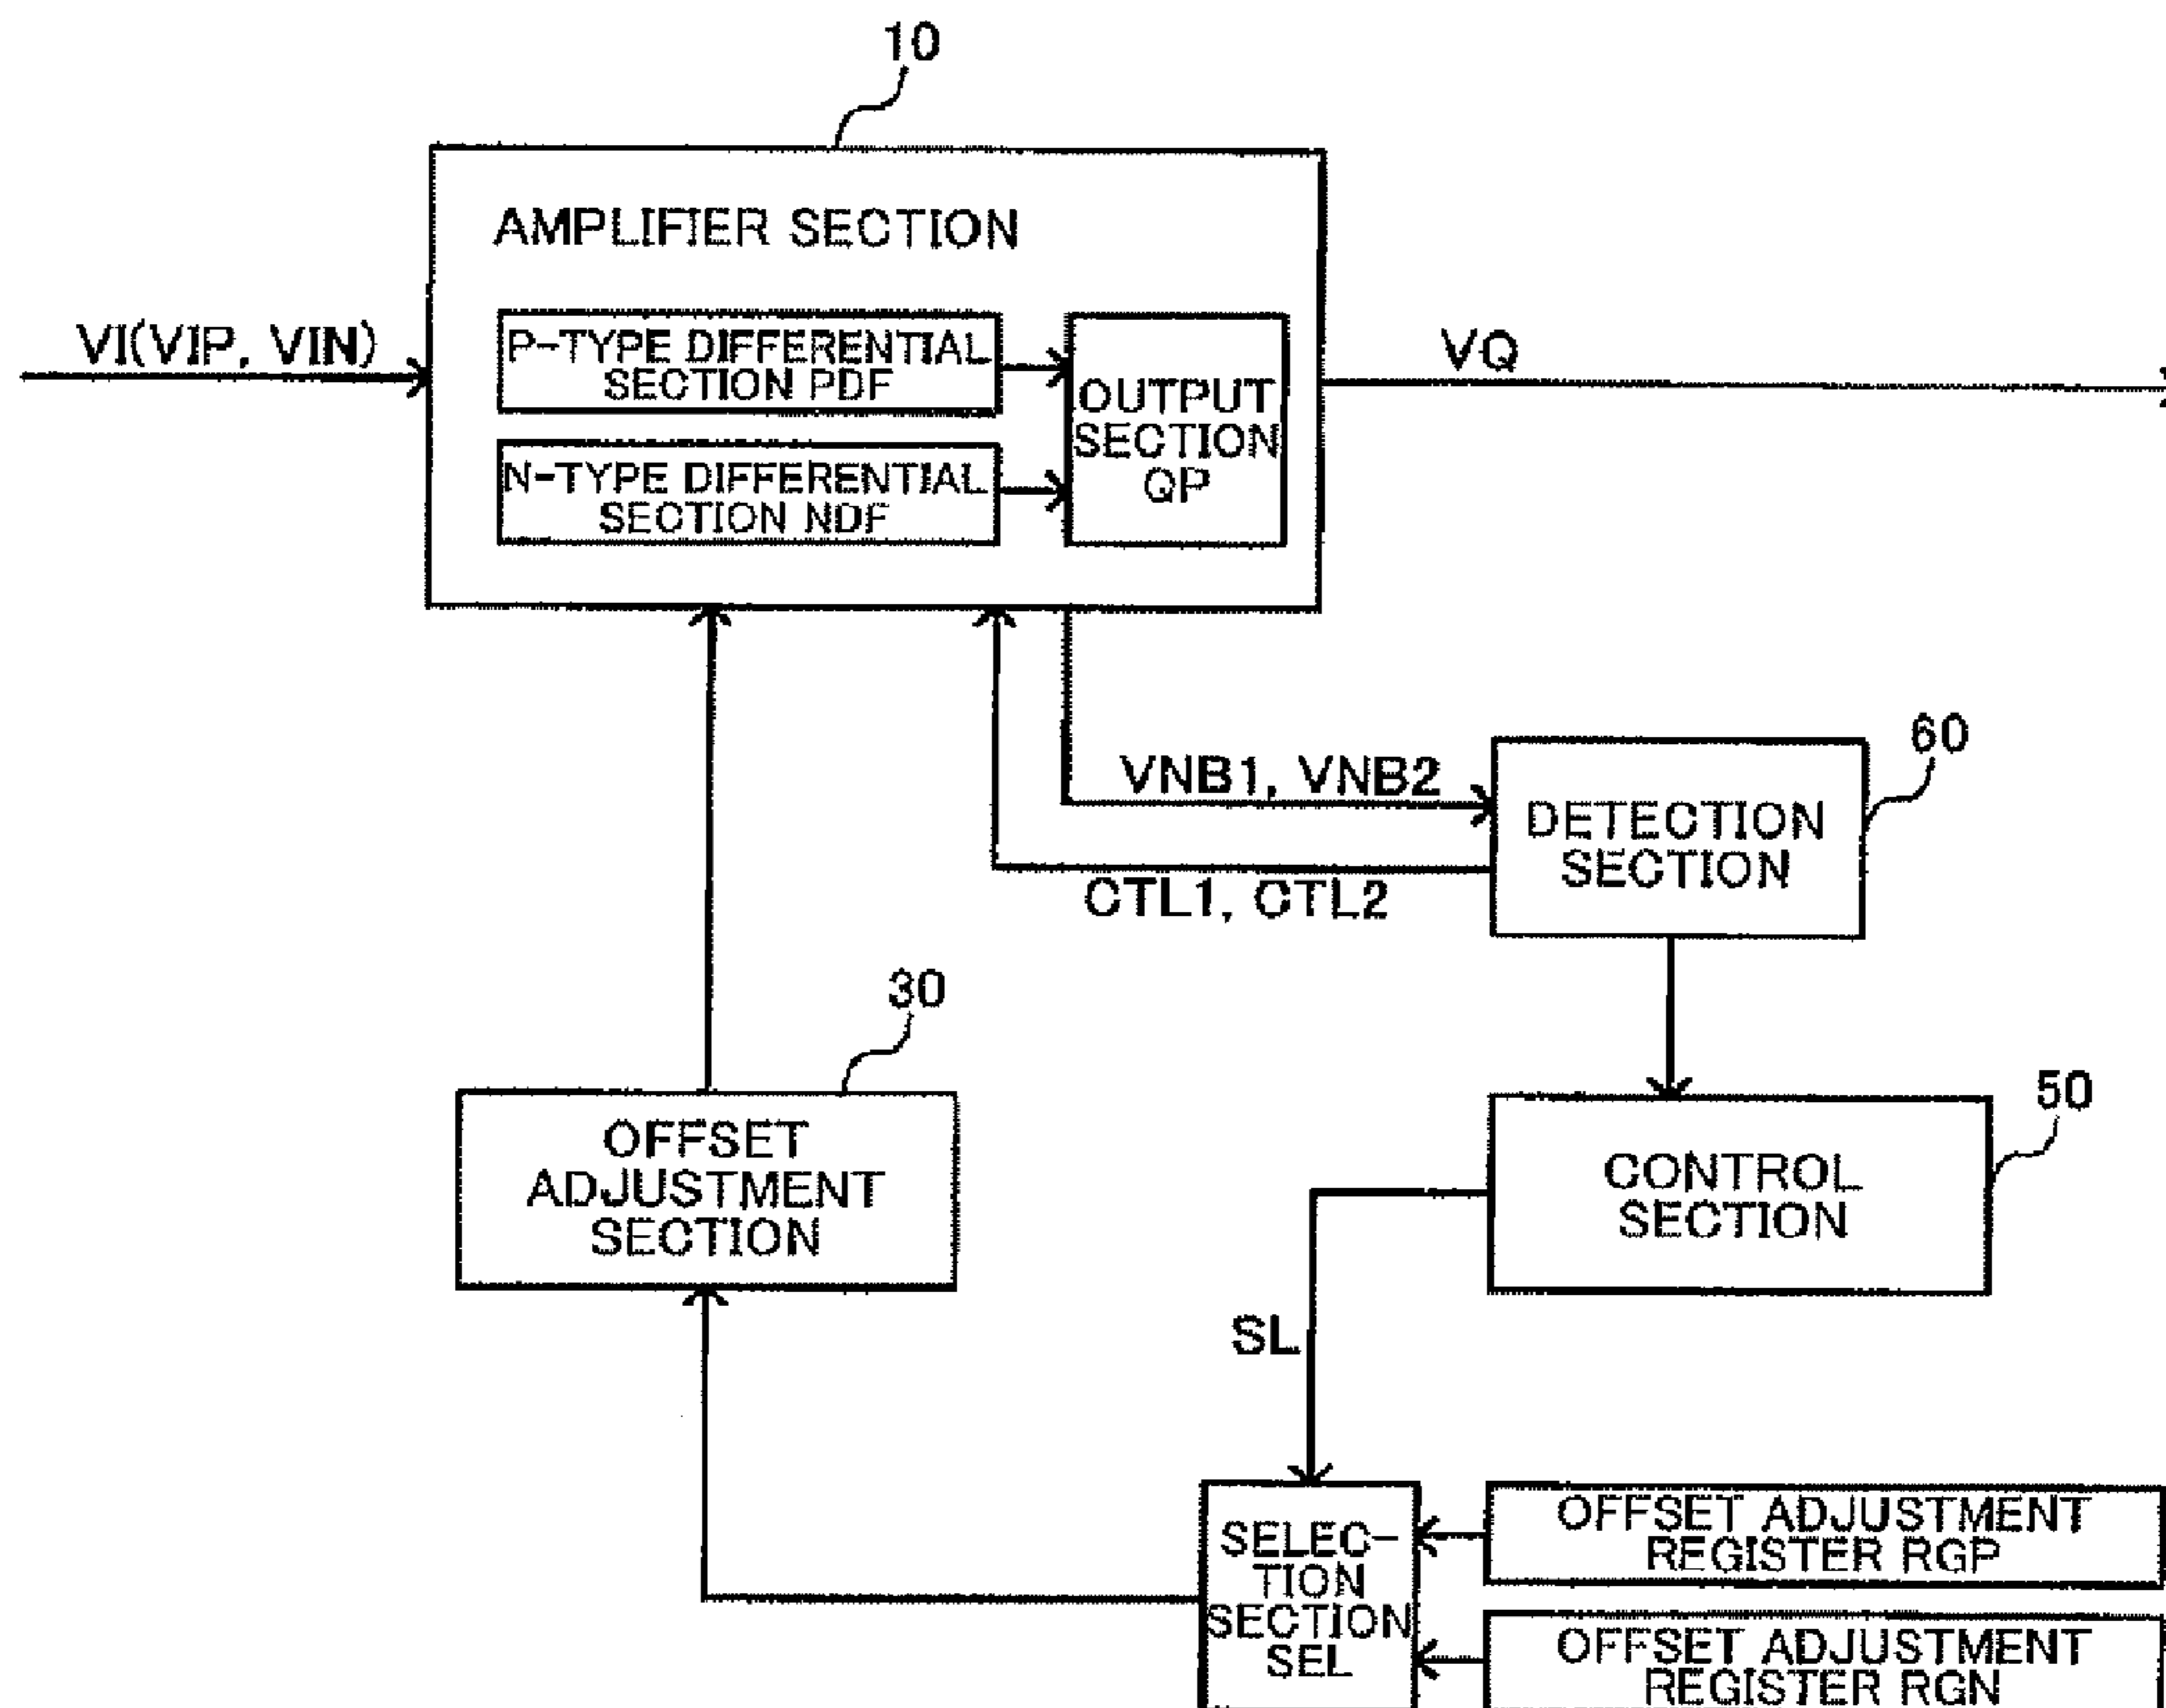 10
AMPLIFIER SECTION
VI(VIP, VIN)
P-TYPE DIFFERENTIAL
SECTION PDF
N-TYPE DIFFERENTIAL
SECTION NDF
OUTPUT
SECTION
QP
VQ
VNB1, VNB2
CTL1, CTL2
60
DETECTION
SECTION
30
OFFSET
ADJUSTMENT
SECTION
50
CONTROL
SECTION
SL
SELEC-
TION
SECTION
SEL
OFFSET ADJUSTMENT
REGISTER RGP
OFFSET ADJUSTMENT
REGISTER RGN